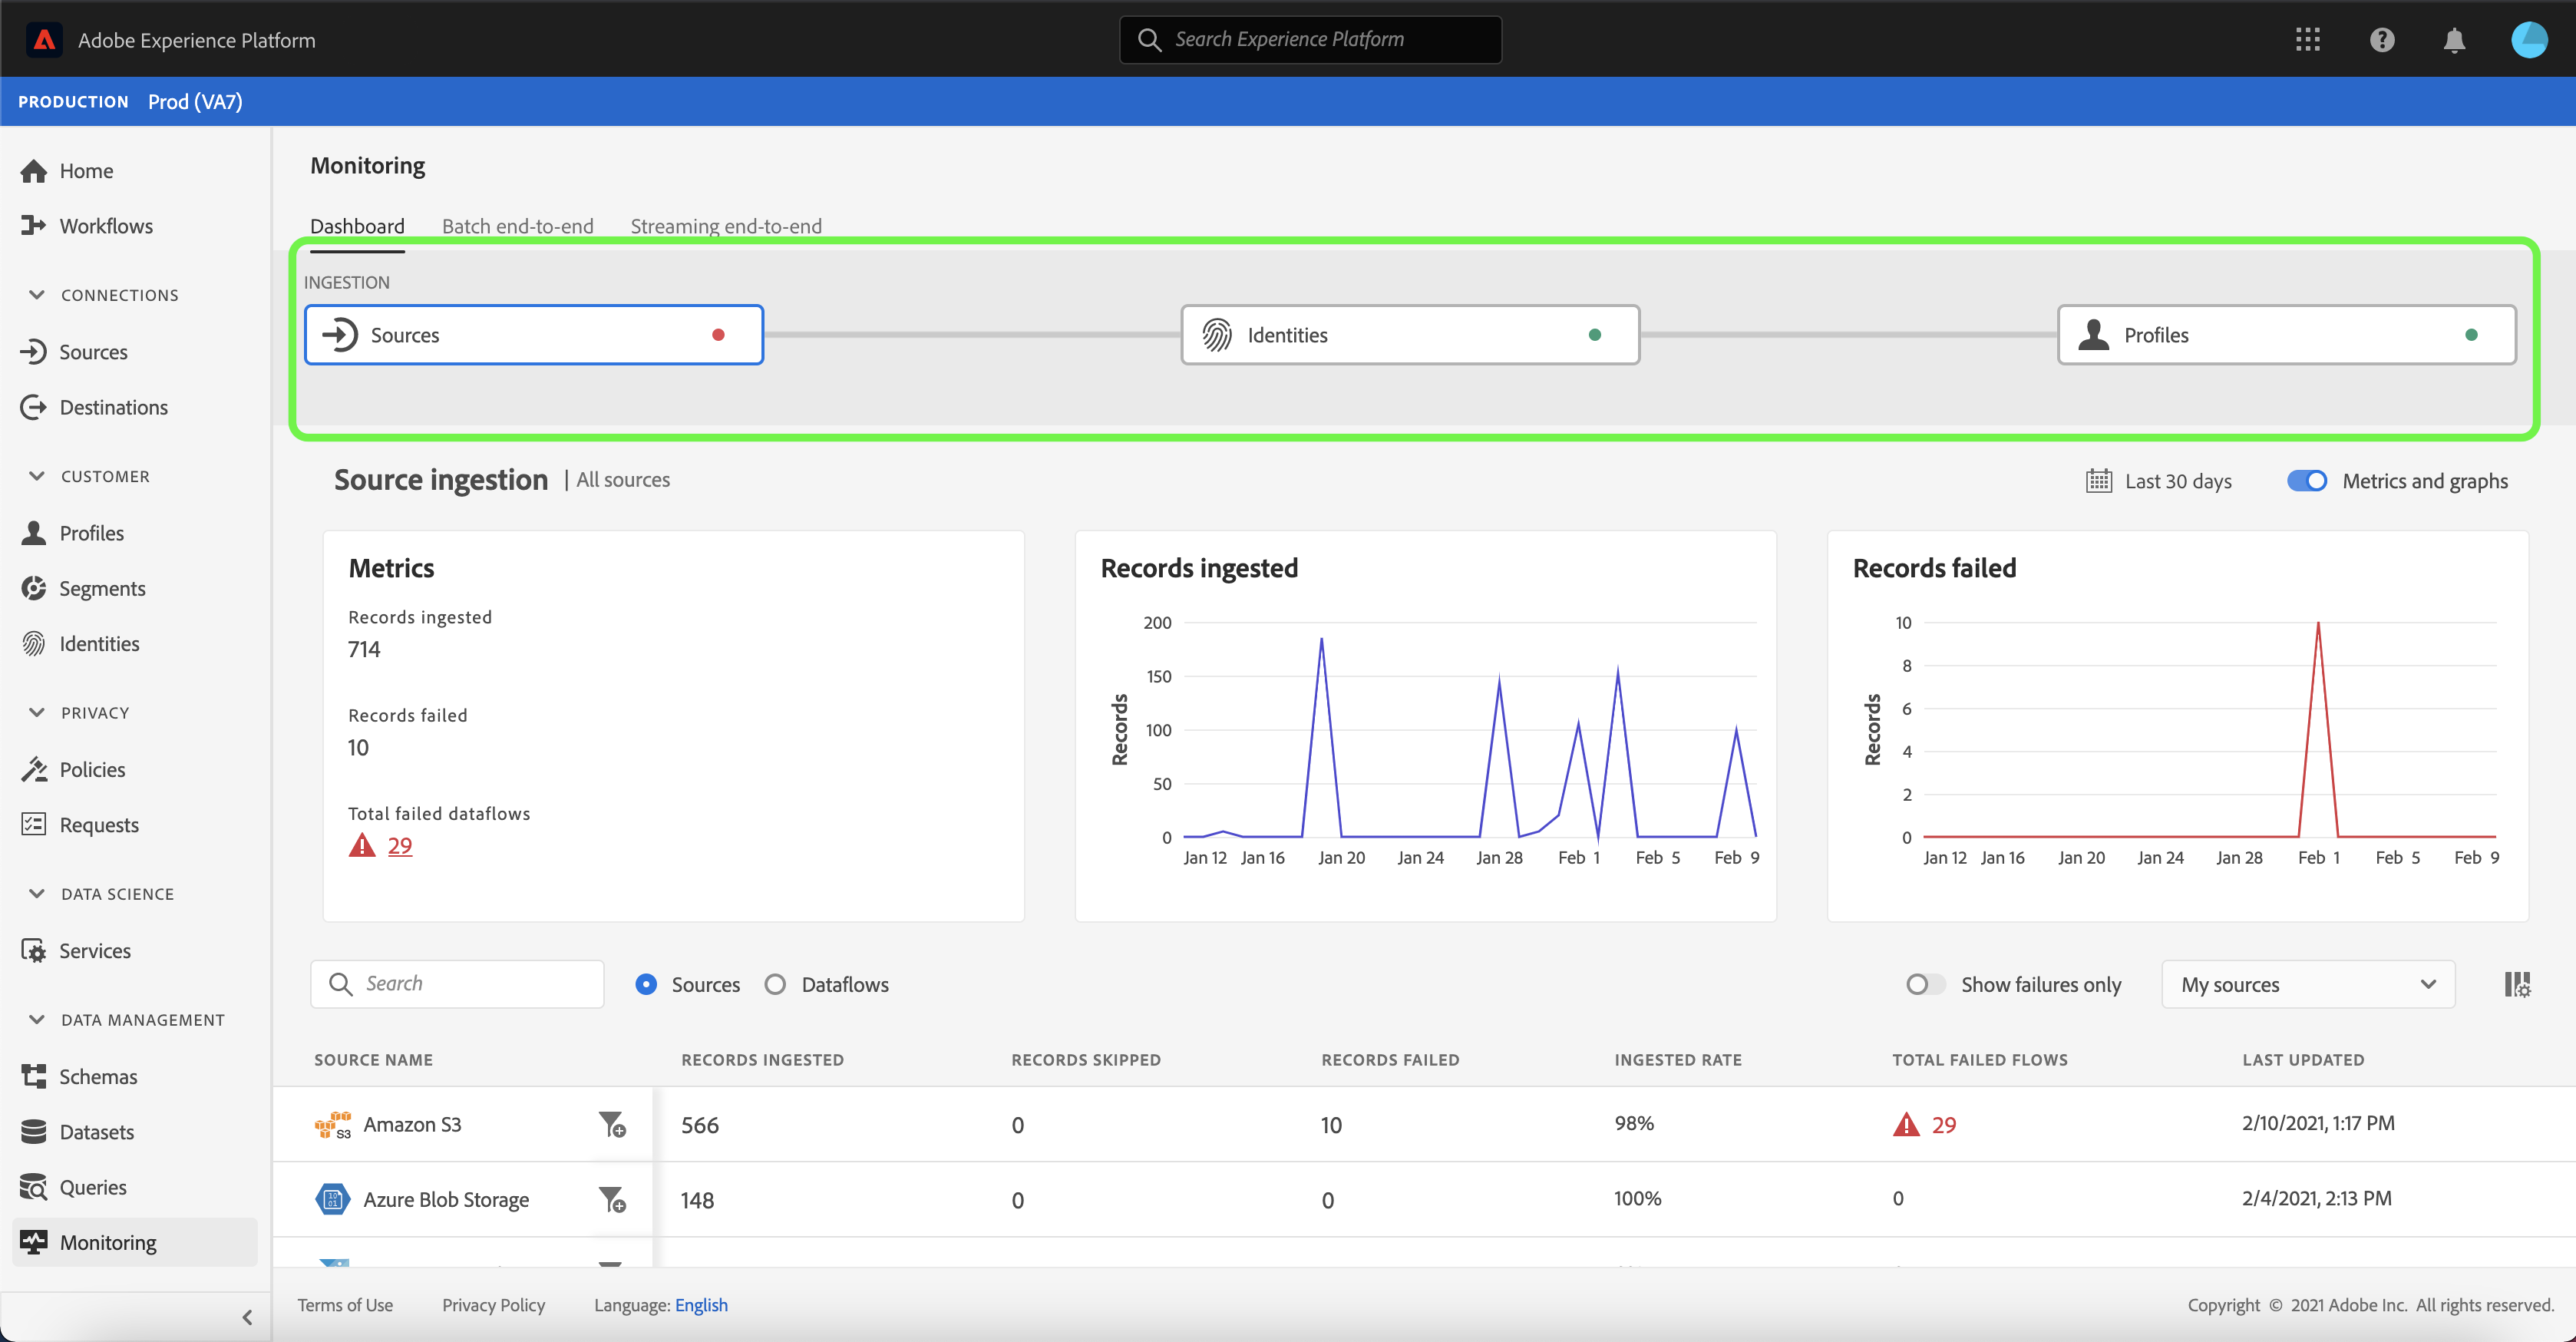 Adobe Experience Platform
Search Experience Platform
PRODUCTION Prod (VA7)
Home
Workflows
CONNECTIONS
Sources
Destinations
CUSTOMER
Profiles
Segments
Identities
PRIVACY
Policies
Requests
DATA SCIENCE
Services
DATA MANAGEMENT
Schemas
Datasets
Queries
Monitoring
Monitoring
Dashboard Batch end-to-end Streaming end-to-end
INGESTION
Sources Identities Profiles
Source ingestion | All sources Last 30 days Metrics and graphs
Metrics
Records ingested
714
Records failed
10
Total failed dataflows
29
Records ingested
Records
200
150
100
50
0
Jan 12 Jan 16 Jan 20 Jan 24 Jan 28 Feb 1 Feb 5 Feb 9
Records failed
Records
10
8
6
4
2
0
Jan 12 Jan 16 Jan 20 Jan 24 Jan 28 Feb 1 Feb 5 Feb 9
Search Sources Dataflows Show failures only My sources
SOURCE NAME RECORDS INGESTED RECORDS SKIPPED RECORDS FAILED INGESTED RATE TOTAL FAILED FLOWS LAST UPDATED
S3 Amazon S3 566 0 10 98% 29 2/10/2021, 1:17 PM
Azure Blob Storage 148 0 0 100% 0 2/4/2021, 2:13 PM
Terms of Use Privacy Policy Language: English Copyright © 2021 Adobe Inc. All rights reserved.